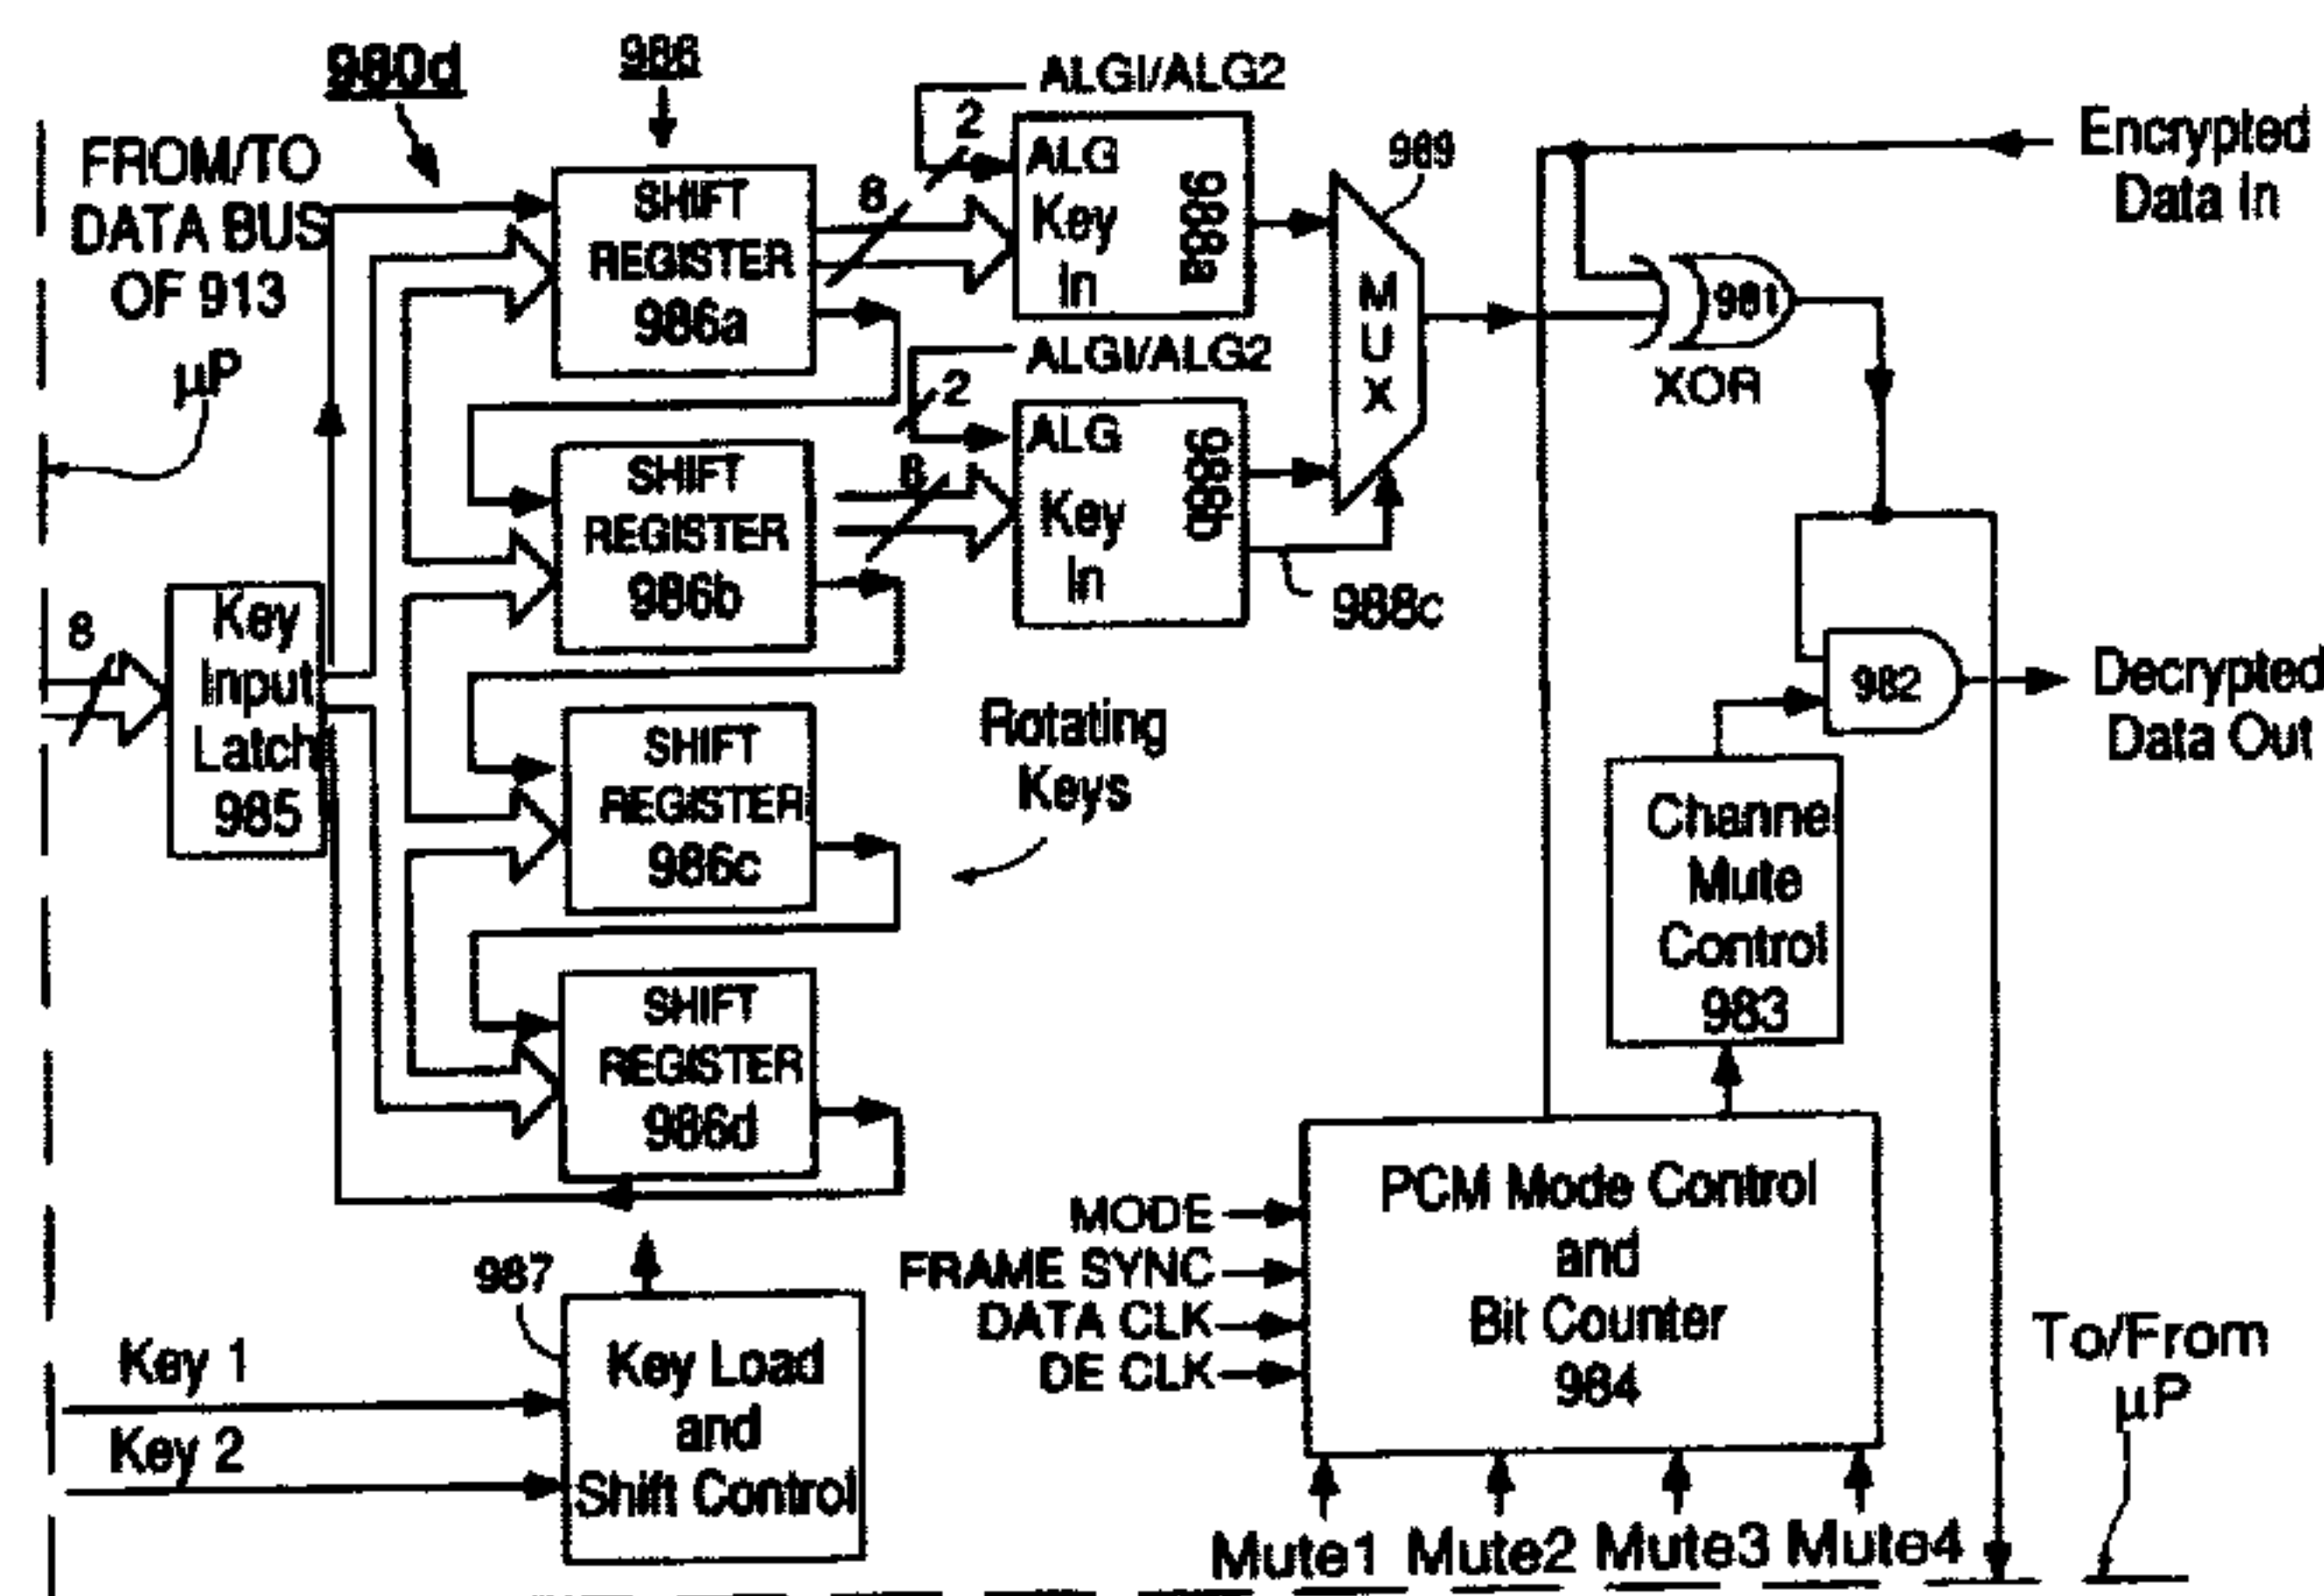 980d
986
ALGI/ALG2
2
FROM/TO
DATA BUS
OF 913
µP
SHIFT
REGISTER
986a
8
ALG
Key
In
988a
989
MUX
Encrypted
Data In
981
XOR
ALGI/ALG2
2
SHIFT
REGISTER
986b
8
ALG
Key
In
988b
988c
8
Key
Input
Latch
985
982
Decrypted
Data Out
Rotating
Keys
SHIFT
REGISTER
986c
Channel
Mute
Control
983
SHIFT
REGISTER
986d
987
Key 1
Key 2
Key Load
and
Shift Control
MODE
FRAME SYNC
DATA CLK
DE CLK
PCM Mode Control
and
Bit Counter
984
To/From
µP
Mute1 Mute2 Mute3 Mute4